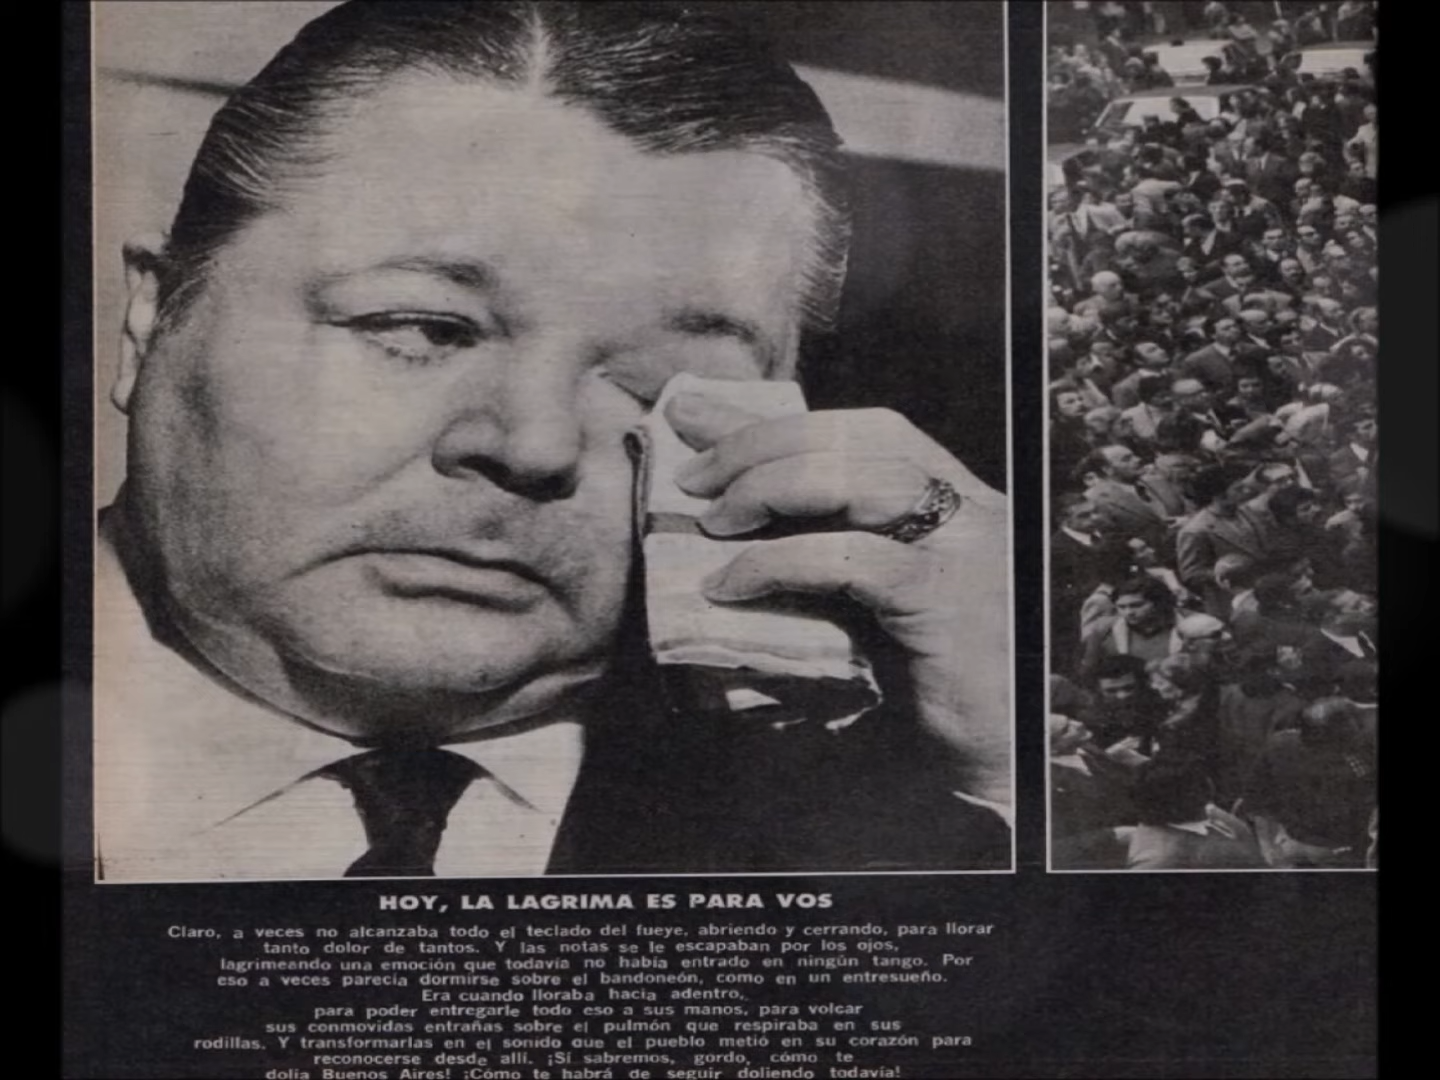 HOY, LA LAGRIMA ES PARA VOS
Claro, a veces no alcanzaba todo el teclado del fueye, abriendo y cerrando, para llorar
tanto dolor de tantos. Y las notas se le escapaban por los ojos,
lagrimeando una emoción que todavía no había entrado en ningún tango. Por
eso a veces parecía dormirse sobre el bandoneón, como en un entresueño.
Era cuando lloraba hacia adentro,
para poder entregarle todo eso a sus manos, para volcar
sus conmovidas entrañas sobre el pulmón que respiraba en sus
rodillas. Y transformarlas en el sonido que el pueblo metió en su corazón para
reconocerse desde allí. ¡Sí sabremos, gordo, cómo te
dolía Buenos Aires! ¡Cómo te habrá de seguir doliendo todavía!